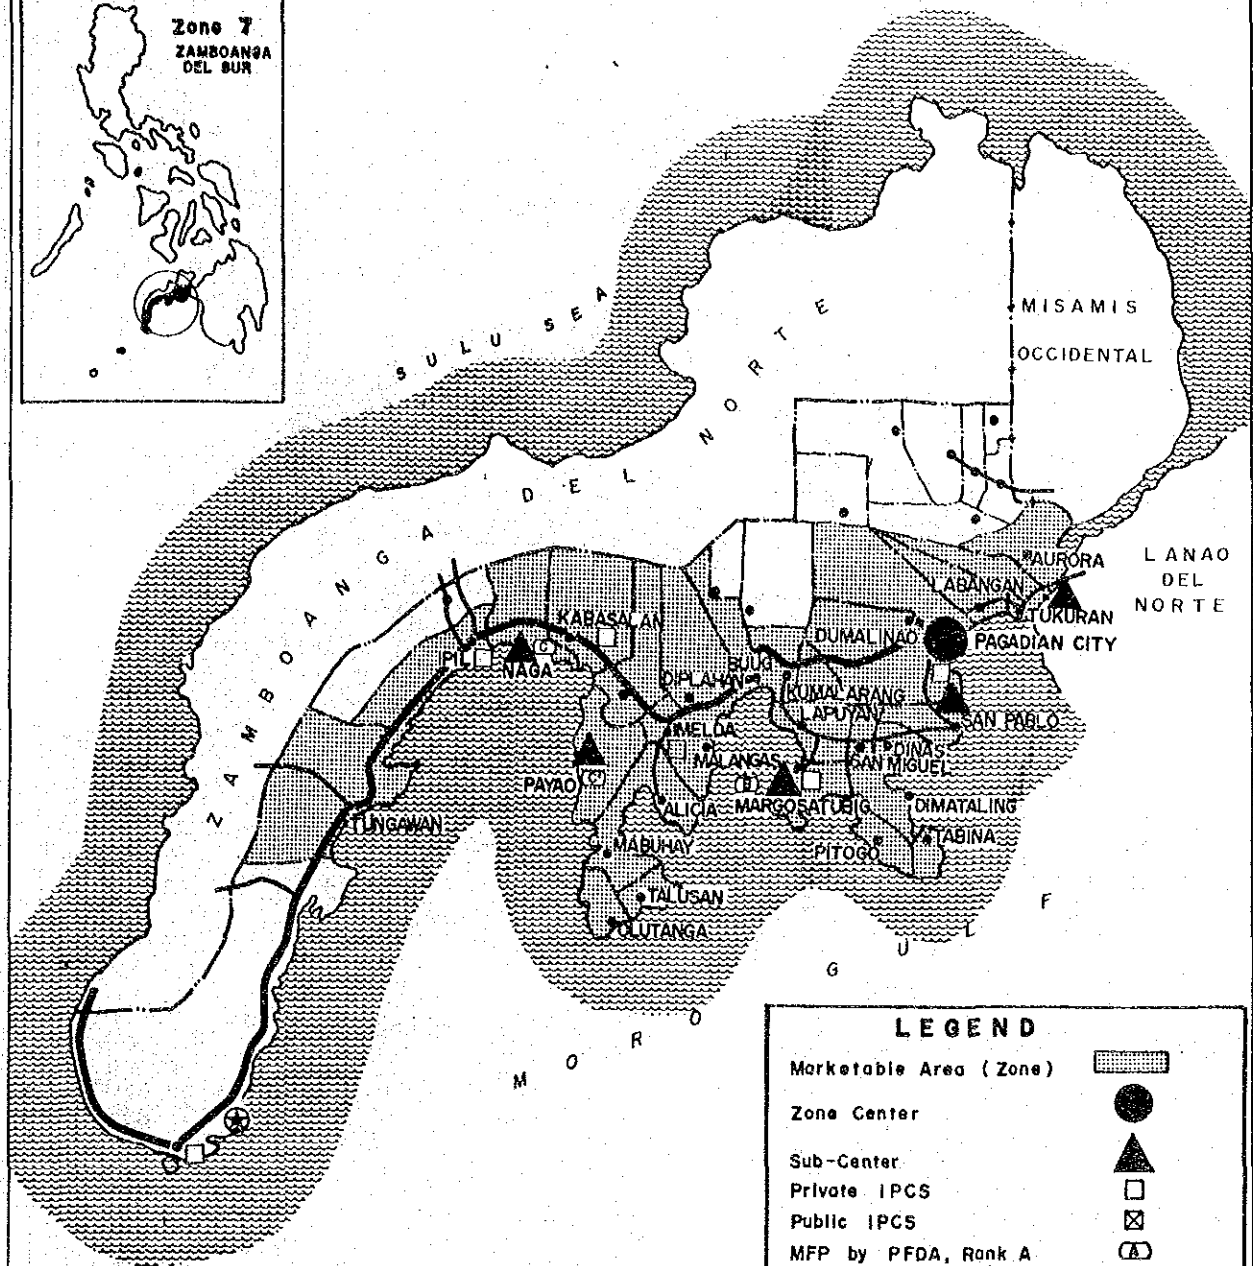 Zone 7
ZAMBOANGA
DEL SUR
SULU SEA
ZAMBOANGA DEL NORTE
MISAMIS
OCCIDENTAL
LANAO
DEL
NORTE
AURORA
LABANGAN
TUKURAN
DUMALINAO
PAGADIAN CITY
KABASALAN
PIL
NAGA
C
BUUG
DIPLAHAN
KUMALARANG
LAPUYAN
SAN PABLO
IMELDA
DINAS
SAN MIGUEL
MALANGAS
PAYAO
C
B
MARGOSATUBIG
DIMATALING
ALICIA
TUNGAWAN
TABINA
MABUHAY
PITOGO
TALUSAN
OLUTANGA
MORO GULF
LEGEND
Marketable Area (Zone)
Zone Center
Sub-Center
Private IPCS
Public IPCS
MFP by PFDA, Rank A
A